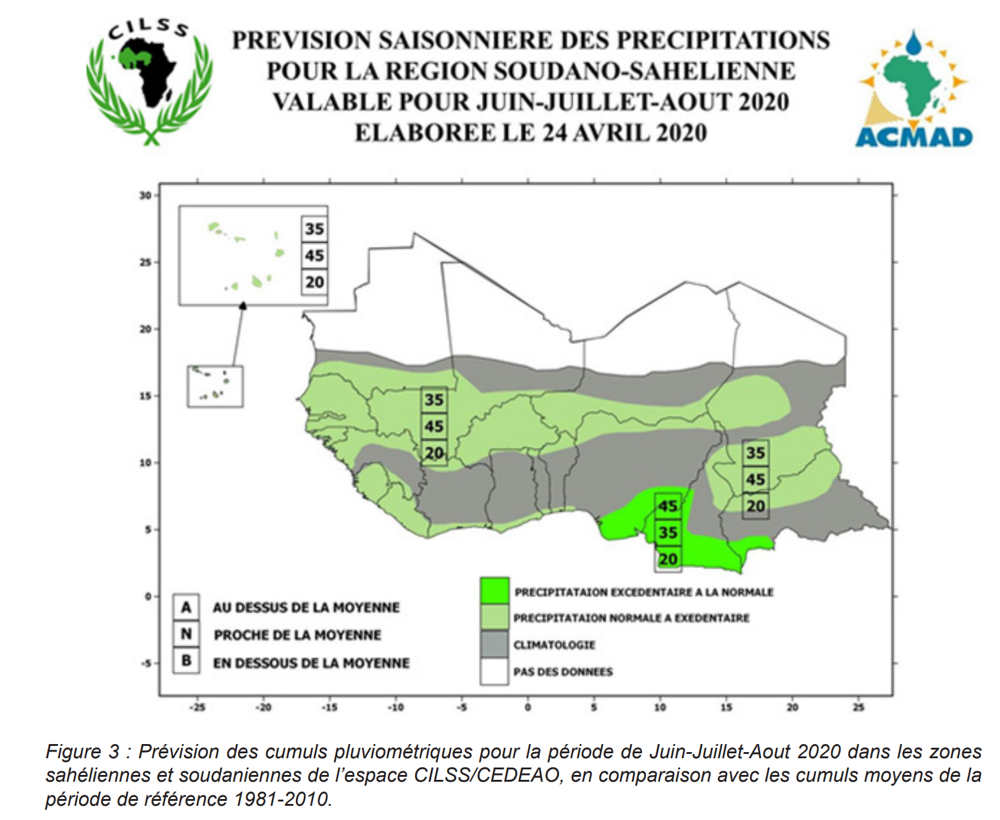 CILSS
PREVISION SAISONNIERE DES PRECIPITATIONS
POUR LA REGION SOUDANO-SAHELIENNE
VALABLE POUR JUIN-JUILLET-AOUT 2020
ELABOREE LE 24 AVRIL 2020
ACMAD
30
25
20
15
10
5
0
-5
35
45
20
35
45
20
35
45
20
45
35
20
A AU DESSUS DE LA MOYENNE
N PROCHE DE LA MOYENNE
B EN DESSOUS DE LA MOYENNE
PRECIPITATAION EXCEDENTAIRE A LA NORMALE
PRECIPITATAION NORMALE A EXEDENTAIRE
CLIMATOLOGIE
PAS DES DONNEES
-25 -20 -15 -10 -5 0 5 10 15 20 25
Figure 3 : Prévision des cumuls pluviométriques pour la période de Juin-Juillet-Aout 2020 dans les zones
sahéliennes et soudaniennes de l’espace CILSS/CEDEAO, en comparaison avec les cumuls moyens de la
période de référence 1981-2010.